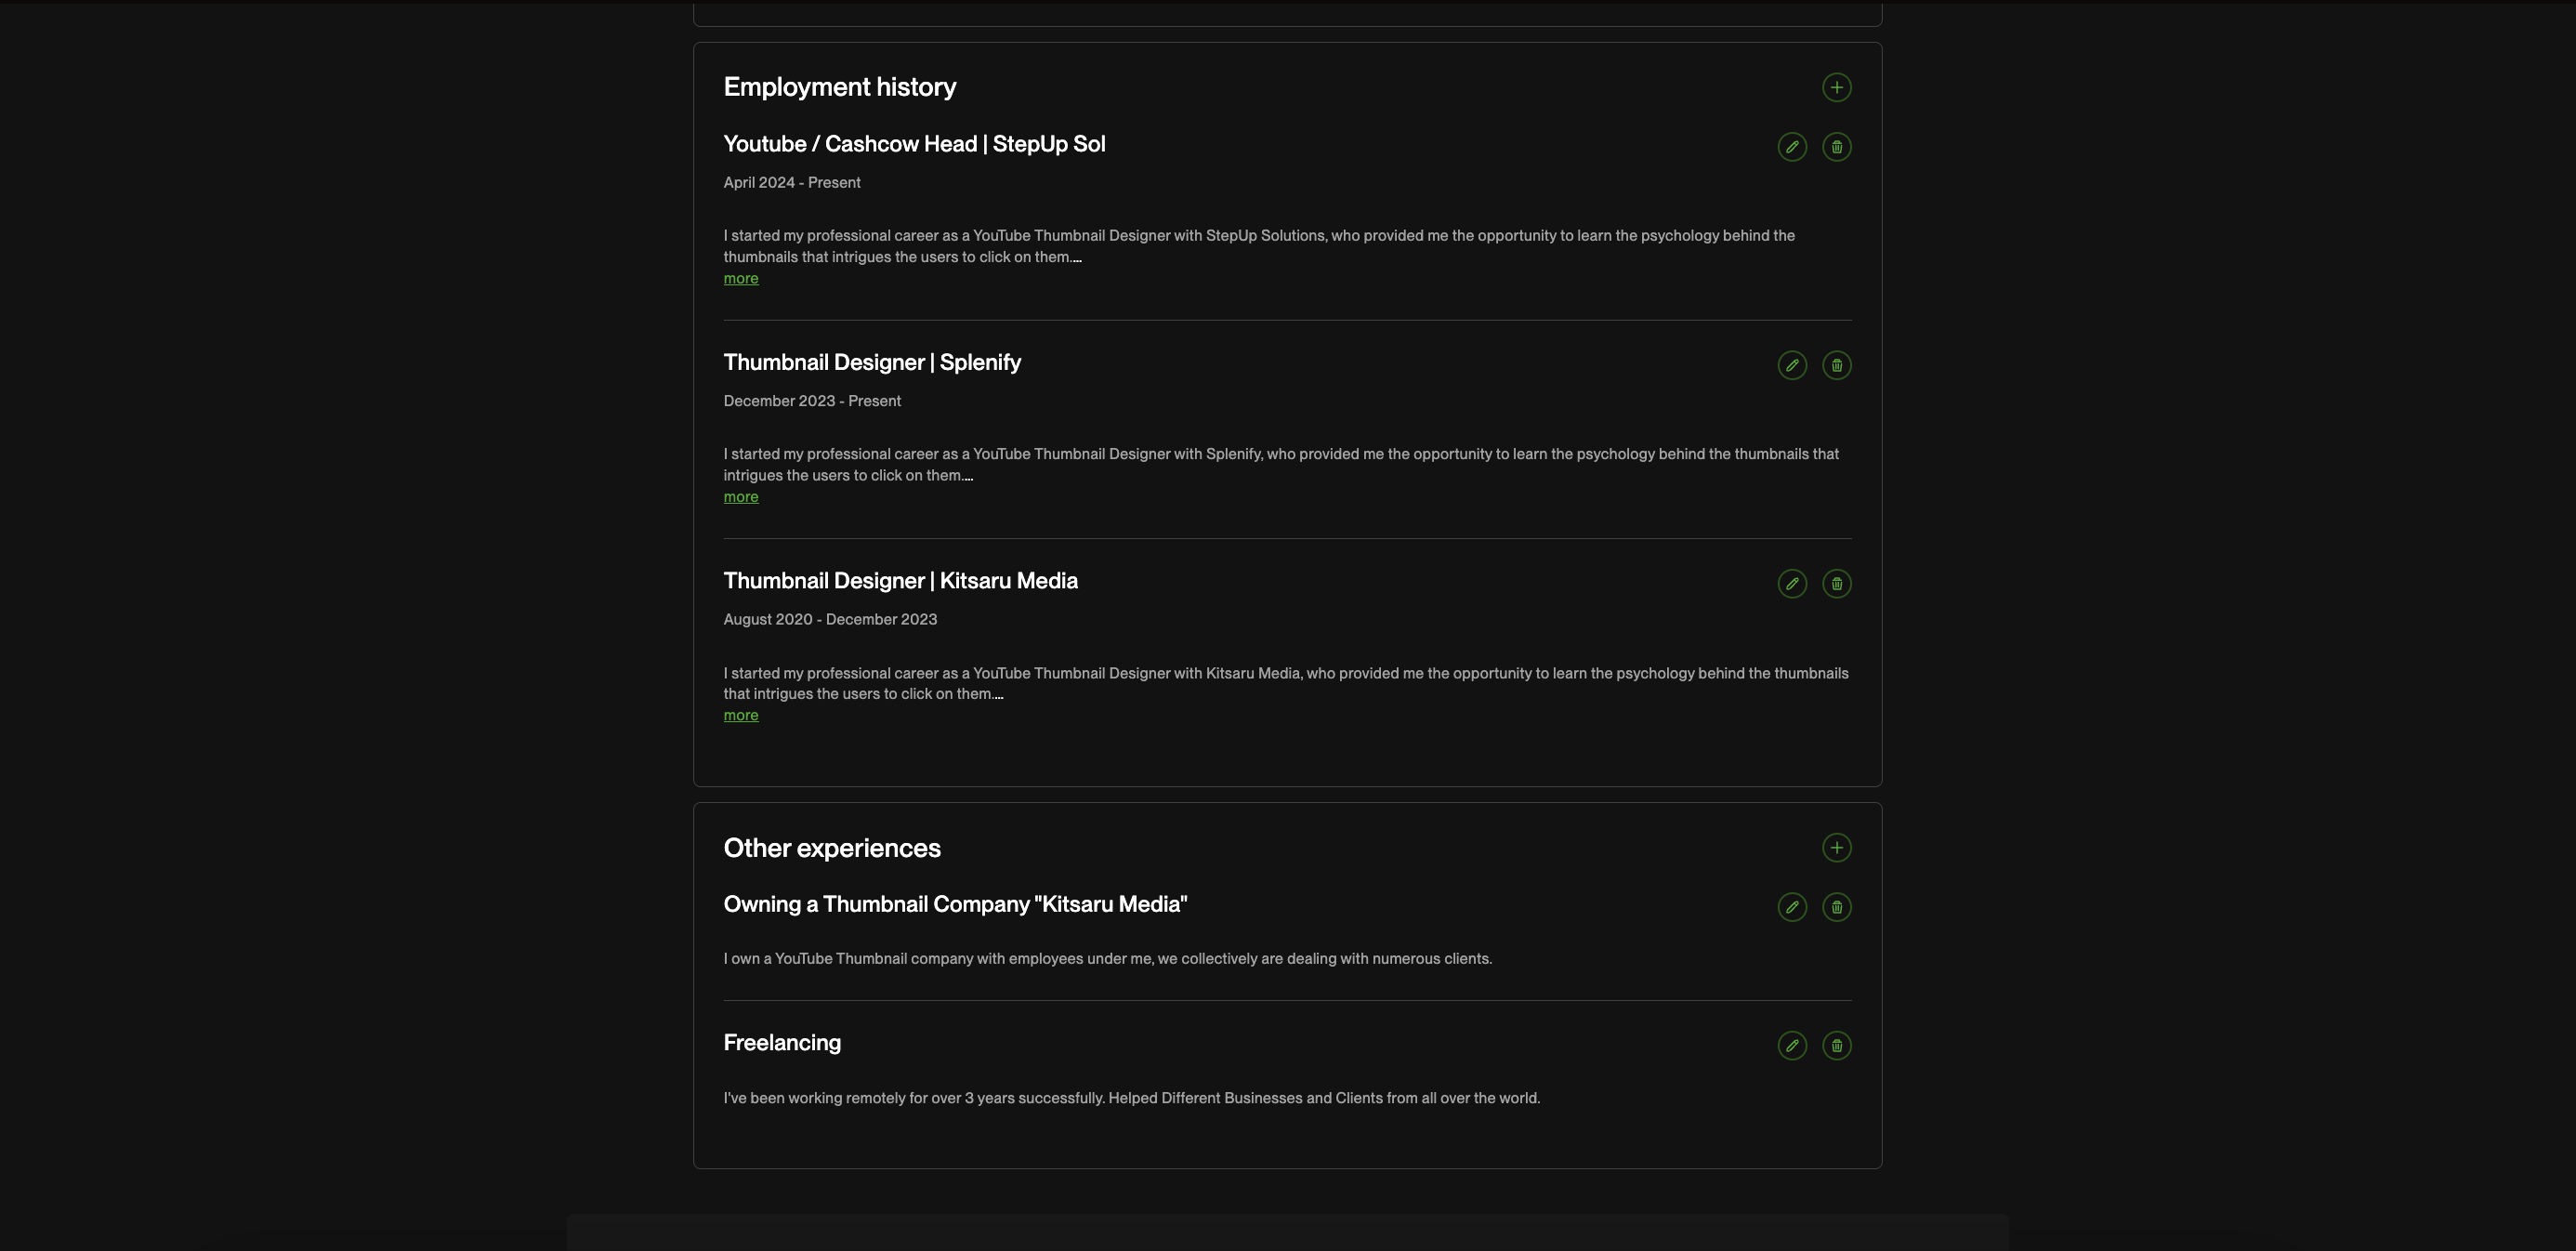 Employment history
Youtube / Cashcow Head | StepUp Sol
April 2024 - Present
I started my professional career as a YouTube Thumbnail Designer with StepUp Solutions, who provided me the opportunity to learn the psychology behind the
thumbnails that intrigues the users to click on them....
more
Thumbnail Designer | Splenify
December 2023 - Present
I started my professional career as a YouTube Thumbnail Designer with Splenify, who provided me the opportunity to learn the psychology behind the thumbnails that
intrigues the users to click on them....
more
Thumbnail Designer | Kitsaru Media
August 2020 - December 2023
I started my professional career as a YouTube Thumbnail Designer with Kitsaru Media, who provided me the opportunity to learn the psychology behind the thumbnails
that intrigues the users to click on them....
more
Other experiences
Owning a Thumbnail Company "Kitsaru Media"
I own a YouTube Thumbnail company with employees under me, we collectively are dealing with numerous clients.
Freelancing
I've been working remotely for over 3 years successfully. Helped Different Businesses and Clients from all over the world.